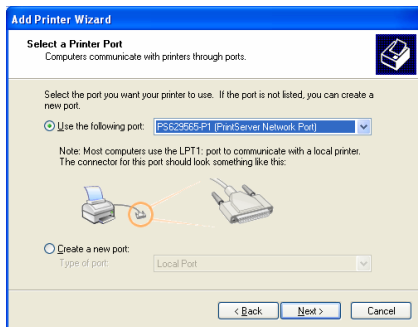 Add Printer Wizard
Select a Printer Port
Computers communicate with printers through ports.
Select the port you want your printer to use. If the port is not listed, you can create a
new port.
Use the following port: PS629565-P1 (PrintServer Network Port)
Note: Most computers use the LPT1: port to communicate with a local printer.
The connector for this port should look something like this:
Create a new port:
Type of port: Local Port
< Back Next > Cancel